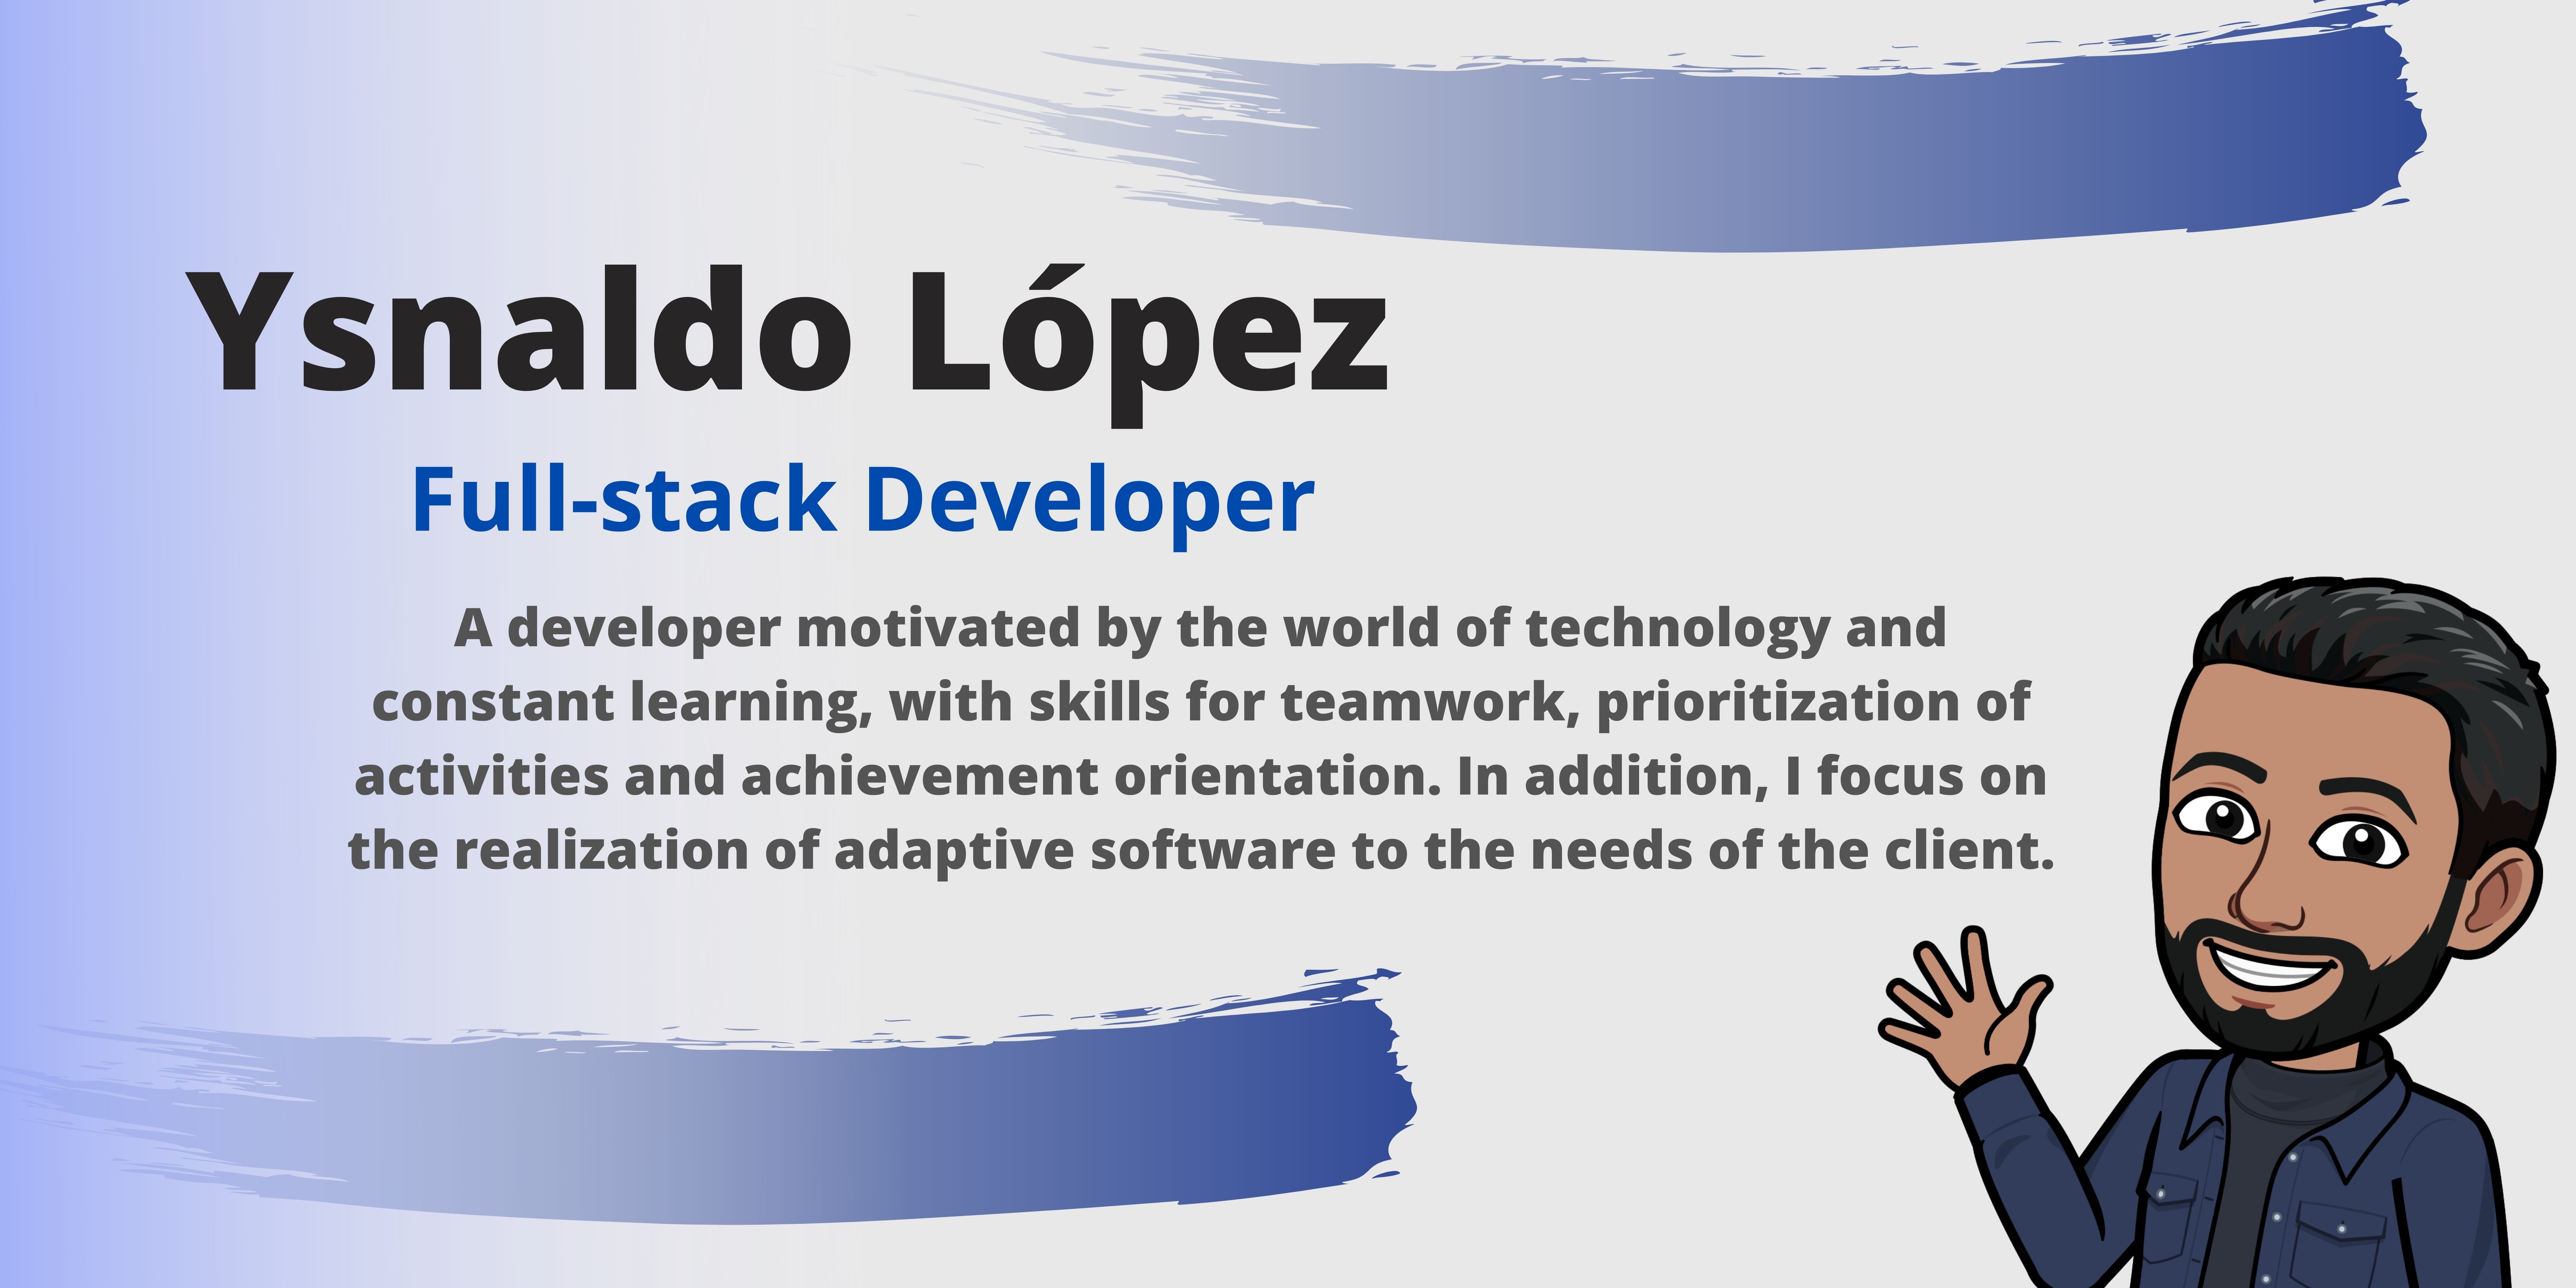 Ysnaldo López
Full-stack Developer
A developer motivated by the world of technology and
constant learning, with skills for teamwork, prioritization of
activities and achievement orientation. In addition, I focus on
the realization of adaptive software to the needs of the client.